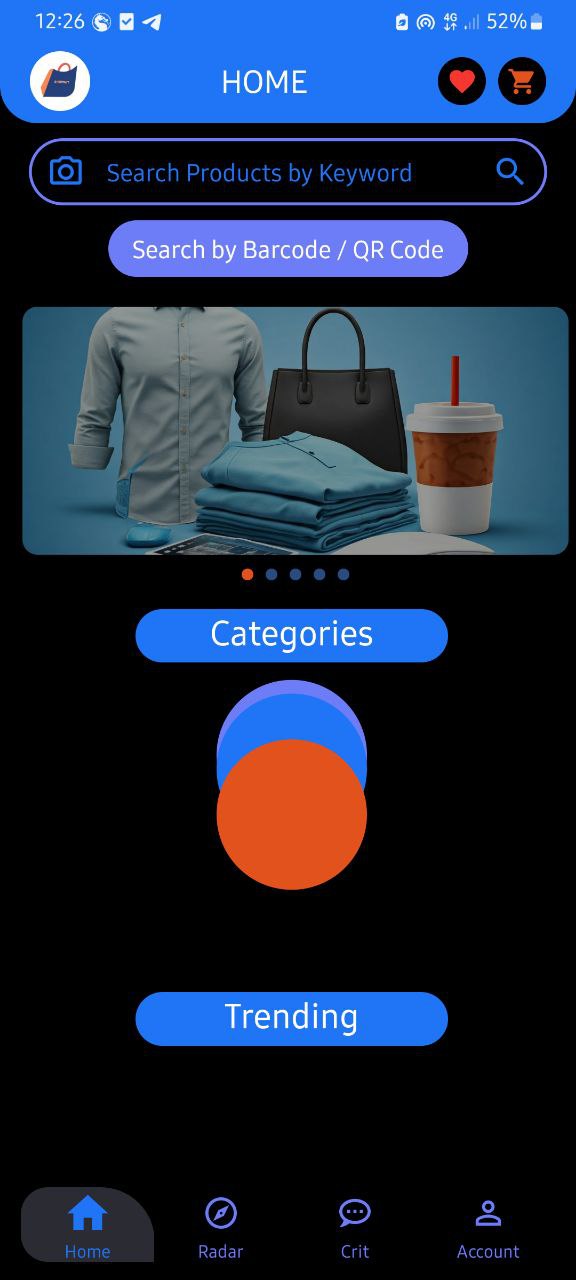 12:26
4G
52%
HOME
Search Products by Keyword
Search by Barcode / QR Code
Categories
Trending
Home
Radar
Crit
Account